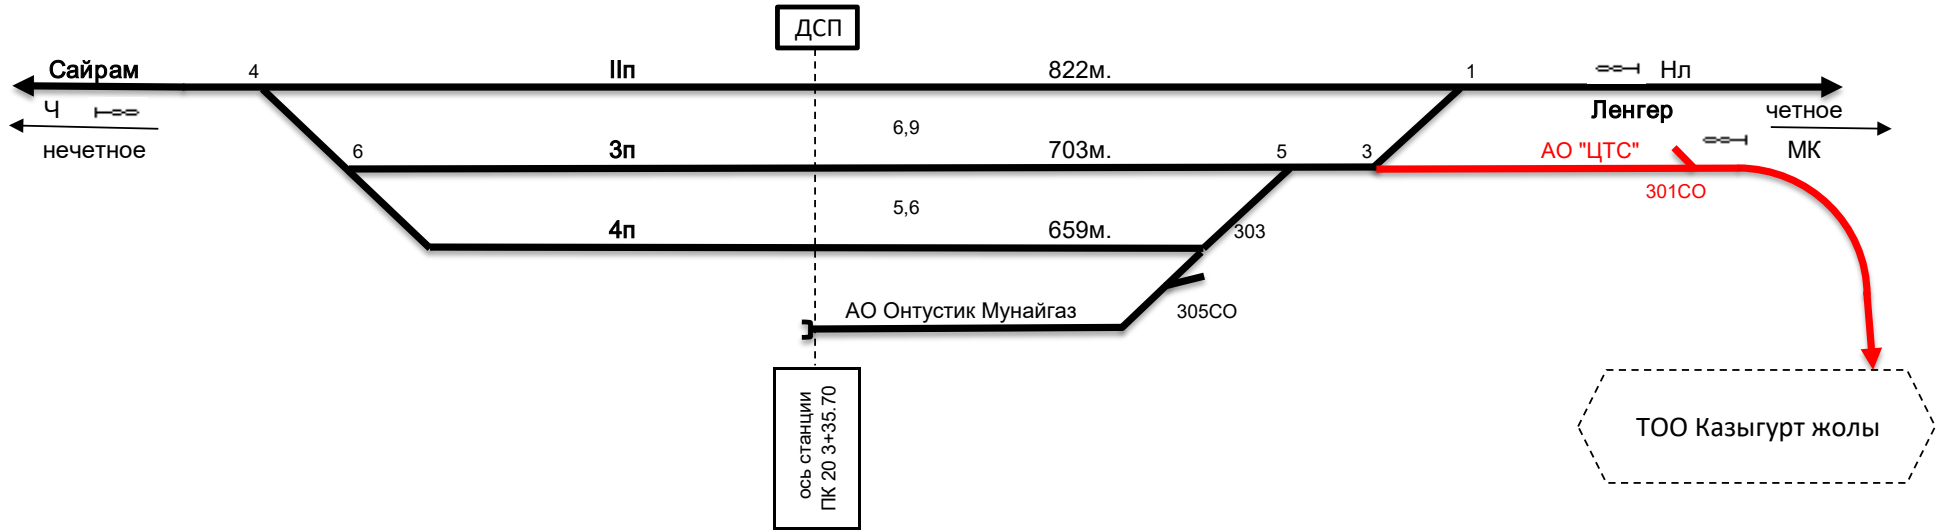 ДСП
Сайрам
4
IIп
822м.
1
Нл
Ч
Ленгер
четное
нечетное
6,9
6
3п
703м.
5
3
АО "ЦТС"
МК
301СО
5,6
4п
659м.
303
АО Онтустик Мунайгаз
305СО
ось станции
ПК 20 3+35.70
ТОО Казыгурт жолы